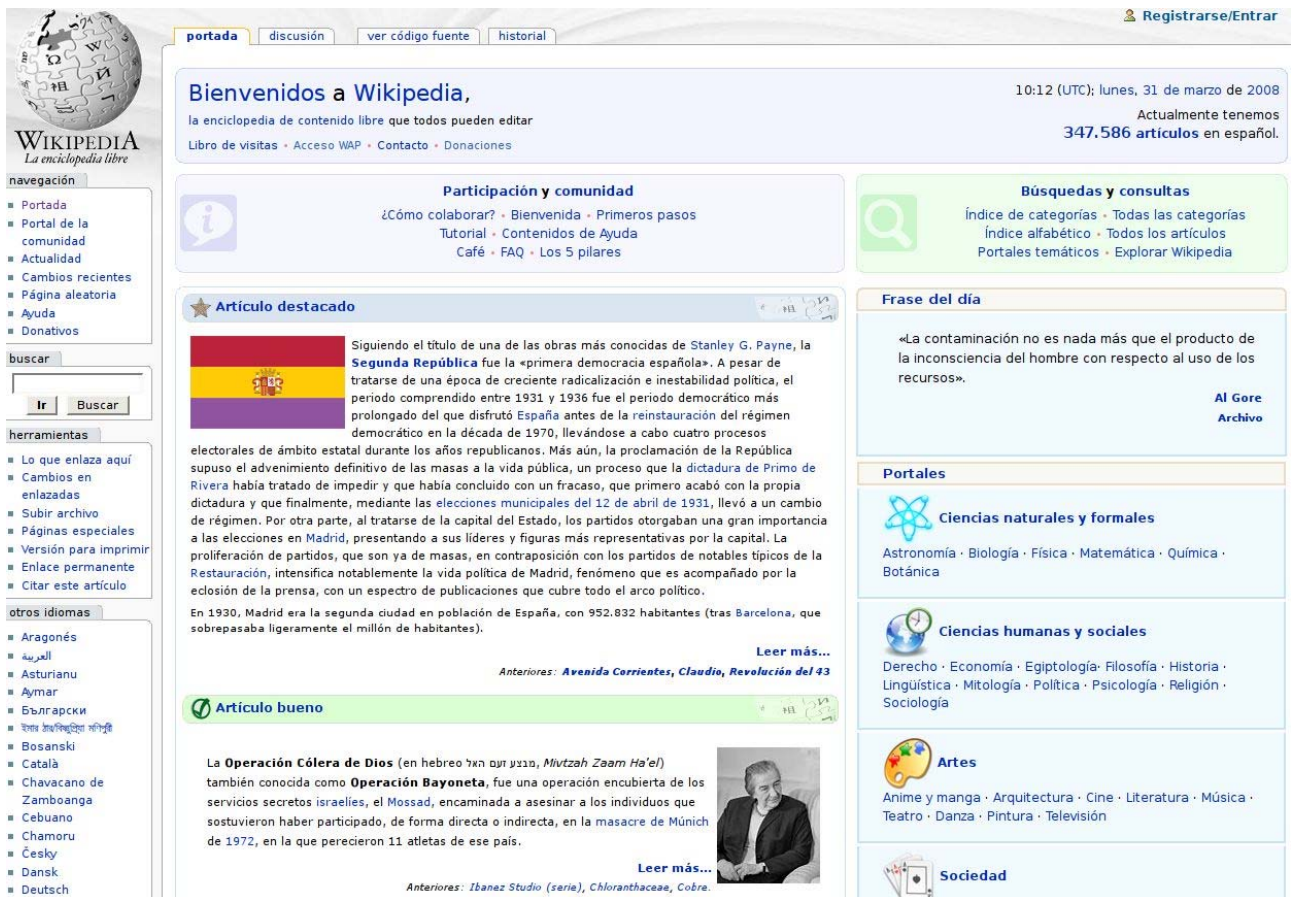 Registrarse/Entrar
portada
discusión
ver código fuente
historial
WIKIPEDIA
La enciclopedia libre
navegación
Portada
Portal de la
comunidad
Actualidad
Cambios recientes
Página aleatoria
Ayuda
Donativos
buscar
Ir
Buscar
herramientas
Lo que enlaza aquí
Cambios en
enlazadas
Subir archivo
Páginas especiales
Versión para imprimir
Enlace permanente
Citar este artículo
otros idiomas
Aragonés
العربية
Asturianu
Aymar
Български
ইমার ঠার/বিষ্ণুপ্রিয়া মণিপুরী
Bosanski
Català
Chavacano de
Zamboanga
Cebuano
Chamoru
Česky
Dansk
Deutsch
Bienvenidos a Wikipedia,
la enciclopedia de contenido libre que todos pueden editar
Libro de visitas • Acceso WAP • Contacto • Donaciones
10:12 (UTC); lunes, 31 de marzo de 2008
Actualmente tenemos
347.586 artículos en español.
Participación y comunidad
¿Cómo colaborar? • Bienvenida • Primeros pasos
Tutorial • Contenidos de Ayuda
Café • FAQ • Los 5 pilares
Búsquedas y consultas
Índice de categorías • Todas las categorías
Índice alfabético • Todos los artículos
Portales temáticos • Explorar Wikipedia
Artículo destacado
Siguiendo el título de una de las obras más conocidas de Stanley G. Payne, la
Segunda República fue la «primera democracia española». A pesar de
tratarse de una época de creciente radicalización e inestabilidad política, el
periodo comprendido entre 1931 y 1936 fue el periodo democrático más
prolongado del que disfrutó España antes de la reinstauración del régimen
democrático en la década de 1970, llevándose a cabo cuatro procesos
electorales de ámbito estatal durante los años republicanos. Más aún, la proclamación de la República
supuso el advenimiento definitivo de las masas a la vida pública, un proceso que la dictadura de Primo de
Rivera había tratado de impedir y que había concluido con un fracaso, que primero acabó con la propia
dictadura y que finalmente, mediante las elecciones municipales del 12 de abril de 1931, llevó a un cambio
de régimen. Por otra parte, al tratarse de la capital del Estado, los partidos otorgaban una gran importancia
a las elecciones en Madrid, presentando a sus líderes y figuras más representativas por la capital. La
proliferación de partidos, que son ya de masas, en contraposición con los partidos de notables típicos de la
Restauración, intensifica notablemente la vida política de Madrid, fenómeno que es acompañado por la
eclosión de la prensa, con un espectro de publicaciones que cubre todo el arco político.
En 1930, Madrid era la segunda ciudad en población de España, con 952.832 habitantes (tras Barcelona, que
sobrepasaba ligeramente el millón de habitantes).
Leer más...
Anteriores: Avenida Corrientes, Claudio, Revolución del 43
Artículo bueno
La Operación Cólera de Dios (en hebreo מבצע זעם האל, Mivtzah Zaam Ha'el)
también conocida como Operación Bayoneta, fue una operación encubierta de los
servicios secretos israelíes, el Mossad, encaminada a asesinar a los individuos que
sostuvieron haber participado, de forma directa o indirecta, en la masacre de Múnich
de 1972, en la que perecieron 11 atletas de ese país.
Leer más...
Anteriores: Ibanez Studio (serie), Chloranthaceae, Cobre.
Frase del día
«La contaminación no es nada más que el producto de
la inconsciencia del hombre con respecto al uso de los
recursos».
Al Gore
Archivo
Portales
Ciencias naturales y formales
Astronomía · Biología · Física · Matemática · Química ·
Botánica
Ciencias humanas y sociales
Derecho · Economía · Egiptología· Filosofía · Historia ·
Lingüística · Mitología · Política · Psicología · Religión ·
Sociología
Artes
Anime y manga · Arquitectura · Cine · Literatura · Música ·
Teatro · Danza · Pintura · Televisión
Sociedad